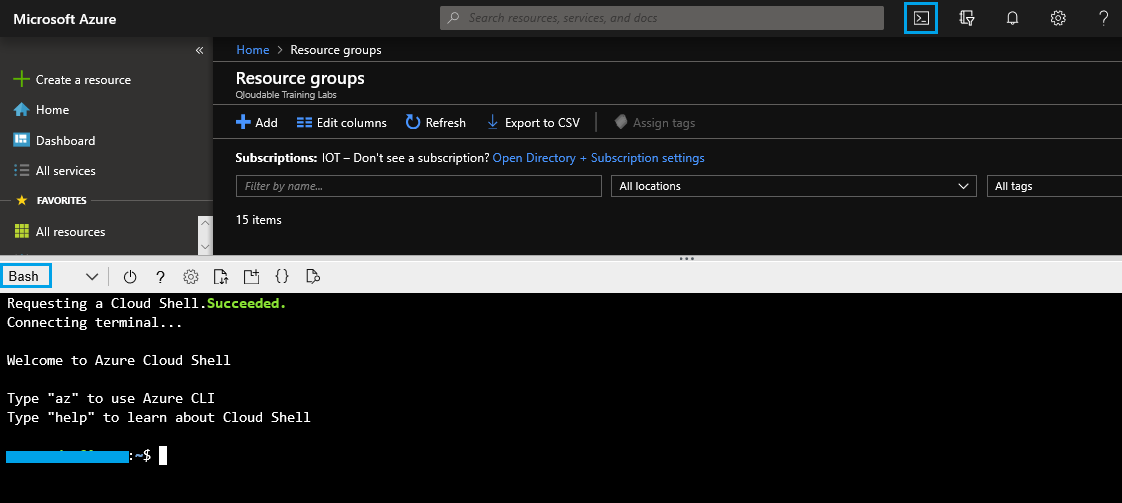 Microsoft Azure
Search resources, services, and docs
?
«
Create a resource
Home
Dashboard
All services
FAVORITES
All resources
Home > Resource groups
Resource groups
Qloudable Training Labs
Add Edit columns Refresh Export to CSV Assign tags
Subscriptions: IOT – Don't see a subscription? Open Directory + Subscription settings
Filter by name... All locations All tags
15 items
Bash ? {}
Requesting a Cloud Shell.Succeeded.
Connecting terminal...
Welcome to Azure Cloud Shell
Type "az" to use Azure CLI
Type "help" to learn about Cloud Shell
:~$